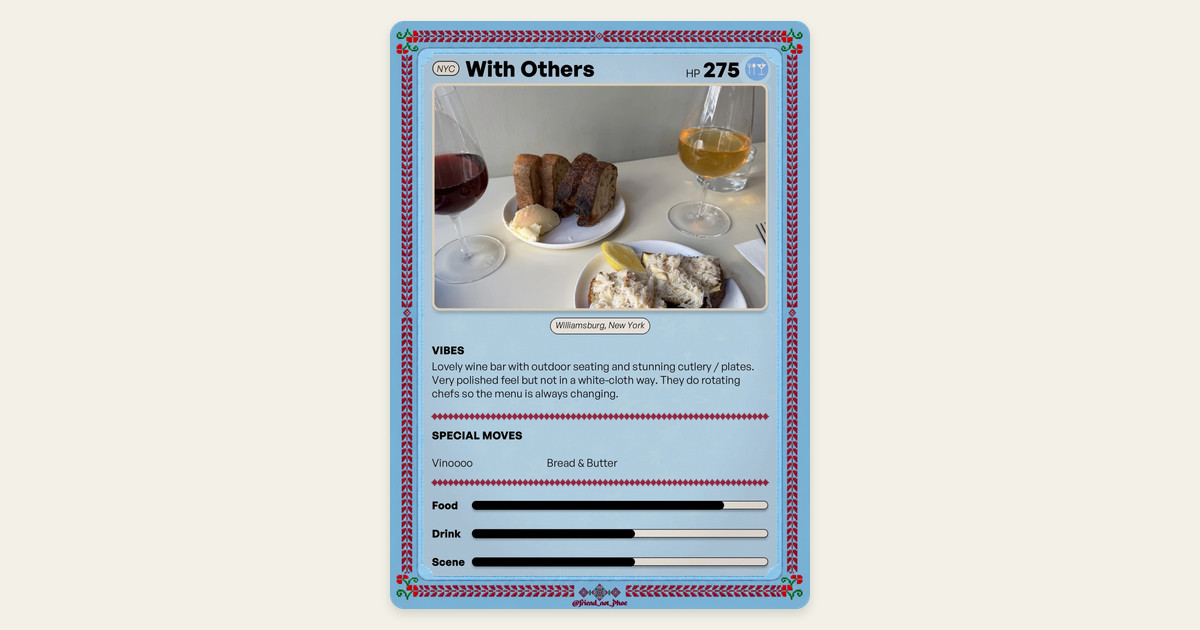 NYC With Others HP 275
Williamsburg, New York
VIBES
Lovely wine bar with outdoor seating and stunning cutlery / plates.
Very polished feel but not in a white-cloth way. They do rotating
chefs so the menu is always changing.
SPECIAL MOVES
Vinoooo Bread & Butter
Food
Drink
Scene
@friend_not_Phoe